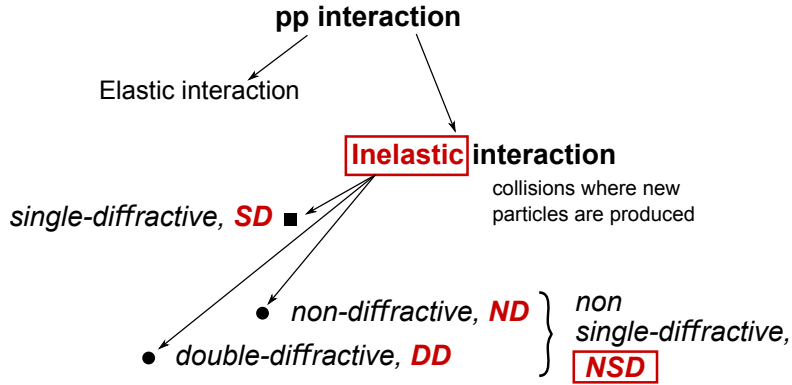 pp interaction
Elastic interaction
Inelastic interaction
collisions where new
particles are produced
single-diffractive, SD
non-diffractive, ND
double-diffractive, DD
non
single-diffractive,
NSD